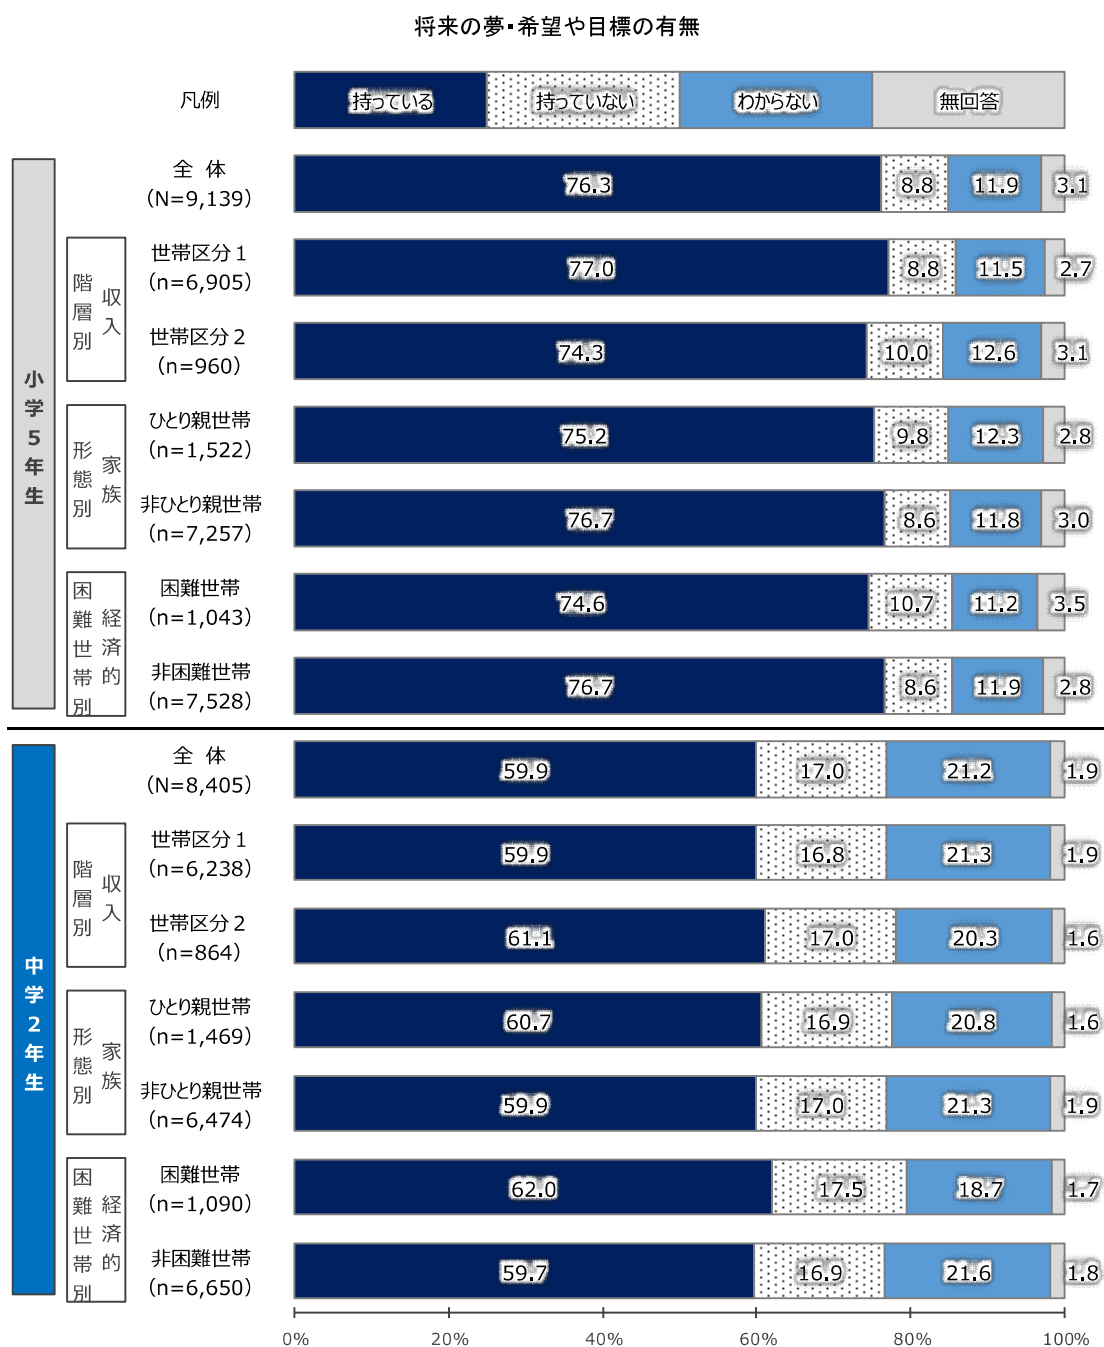 将来の夢・希望や目標の有無
凡例 持っている 持っていない わからない 無回答
小学5年生
全 体
(N=9,139)
76.3 8.8 11.9 3.1
収入階層別
世帯区分1
(n=6,905)
77.0 8.8 11.5 2.7
世帯区分2
(n=960)
74.3 10.0 12.6 3.1
家族形態別
ひとり親世帯
(n=1,522)
75.2 9.8 12.3 2.8
非ひとり親世帯
(n=7,257)
76.7 8.6 11.8 3.0
経済的困難世帯別
困難世帯
(n=1,043)
74.6 10.7 11.2 3.5
非困難世帯
(n=7,528)
76.7 8.6 11.9 2.8
中学2年生
全 体
(N=8,405)
59.9 17.0 21.2 1.9
収入階層別
世帯区分1
(n=6,238)
59.9 16.8 21.3 1.9
世帯区分2
(n=864)
61.1 17.0 20.3 1.6
家族形態別
ひとり親世帯
(n=1,469)
60.7 16.9 20.8 1.6
非ひとり親世帯
(n=6,474)
59.9 17.0 21.3 1.9
経済的困難世帯別
困難世帯
(n=1,090)
62.0 17.5 18.7 1.7
非困難世帯
(n=6,650)
59.7 16.9 21.6 1.8
0% 20% 40% 60% 80% 100%